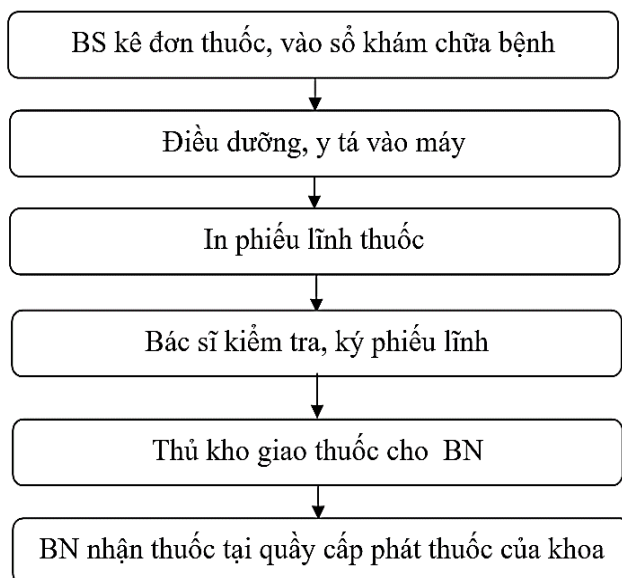 BS kê đơn thuốc, vào sổ khám chữa bệnh
Điều dưỡng, y tá vào máy
In phiếu lĩnh thuốc
Bác sĩ kiểm tra, ký phiếu lĩnh
Thủ kho giao thuốc cho BN
BN nhận thuốc tại quầy cấp phát thuốc của khoa